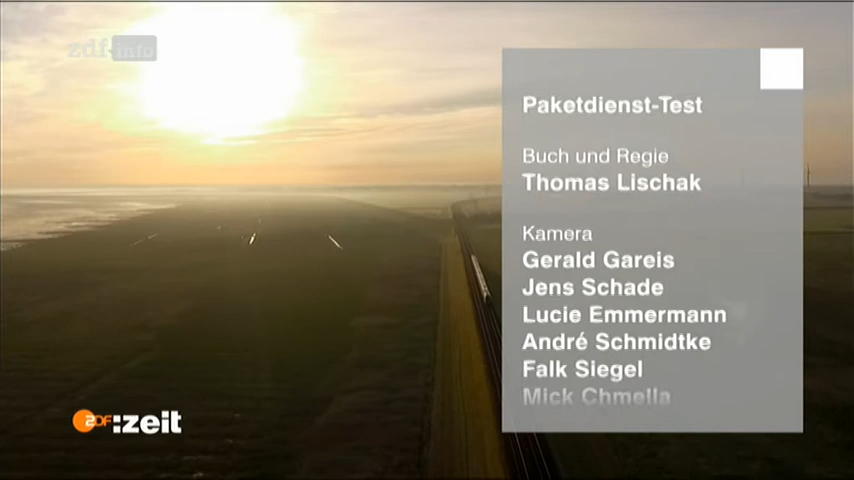 zdf info
Paketdienst-Test
Buch und Regie
Thomas Lischak
Kamera
Gerald Gareis
Jens Schade
Lucie Emmermann
André Schmidtke
Falk Siegel
Mick Chmella
ZDF:zeit